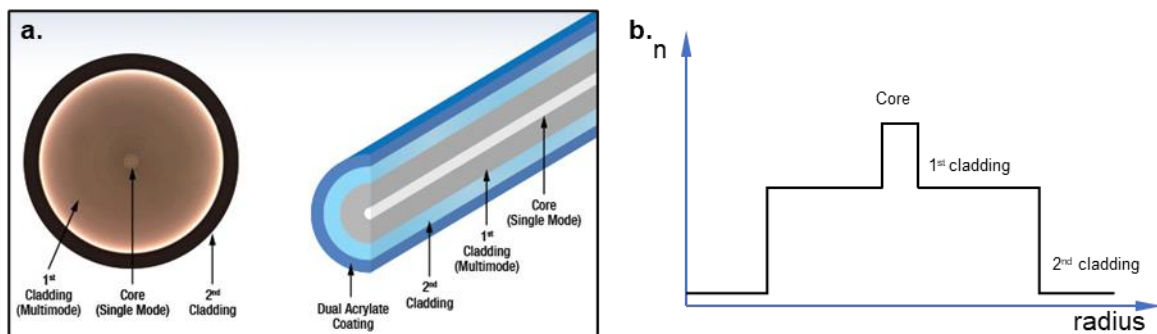 a.
1st
Cladding
(Multimode)
Core
(Single Mode)
2nd
Cladding
Dual Acrylate
Coating
2nd
Cladding
1st
Cladding
(Multimode)
Core
(Single Mode)
b.
n
Core
1st cladding
2nd cladding
radius